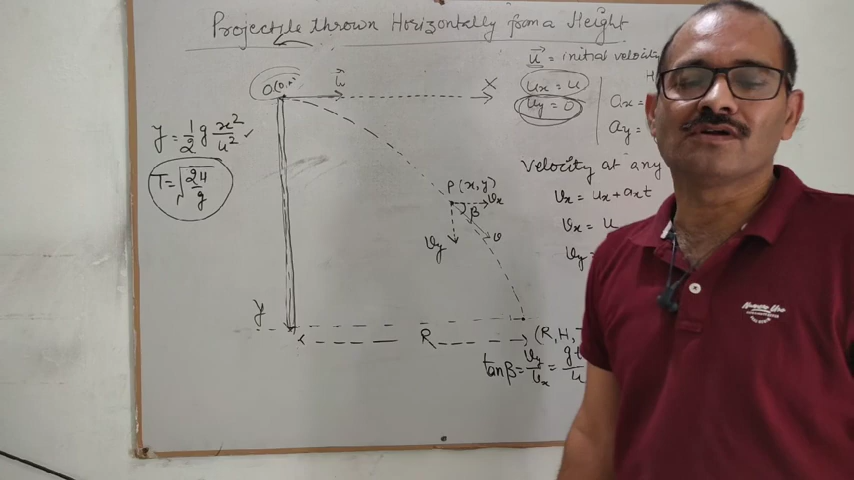 Projectile thrown Horizontally from a Height
u⃗ = initial velocity
ux = u
uy = 0
ax =
ay =
O(0,
u⃗
X
y = 1/2 g x²/u² ✓
T = √(2H/g)
P(x,y)
vx
β
v
vy
Velocity at any
vx = ux + axt
vx = u
vy =
Y
R
(R, H, T
tanβ = vy/vx = gt/u